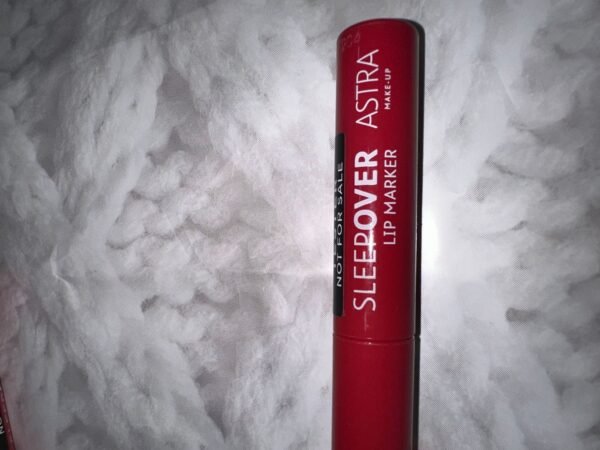 ASTRA
MAKE-UP
SLEEPOVER
LIP MARKER
NOT FOR SALE